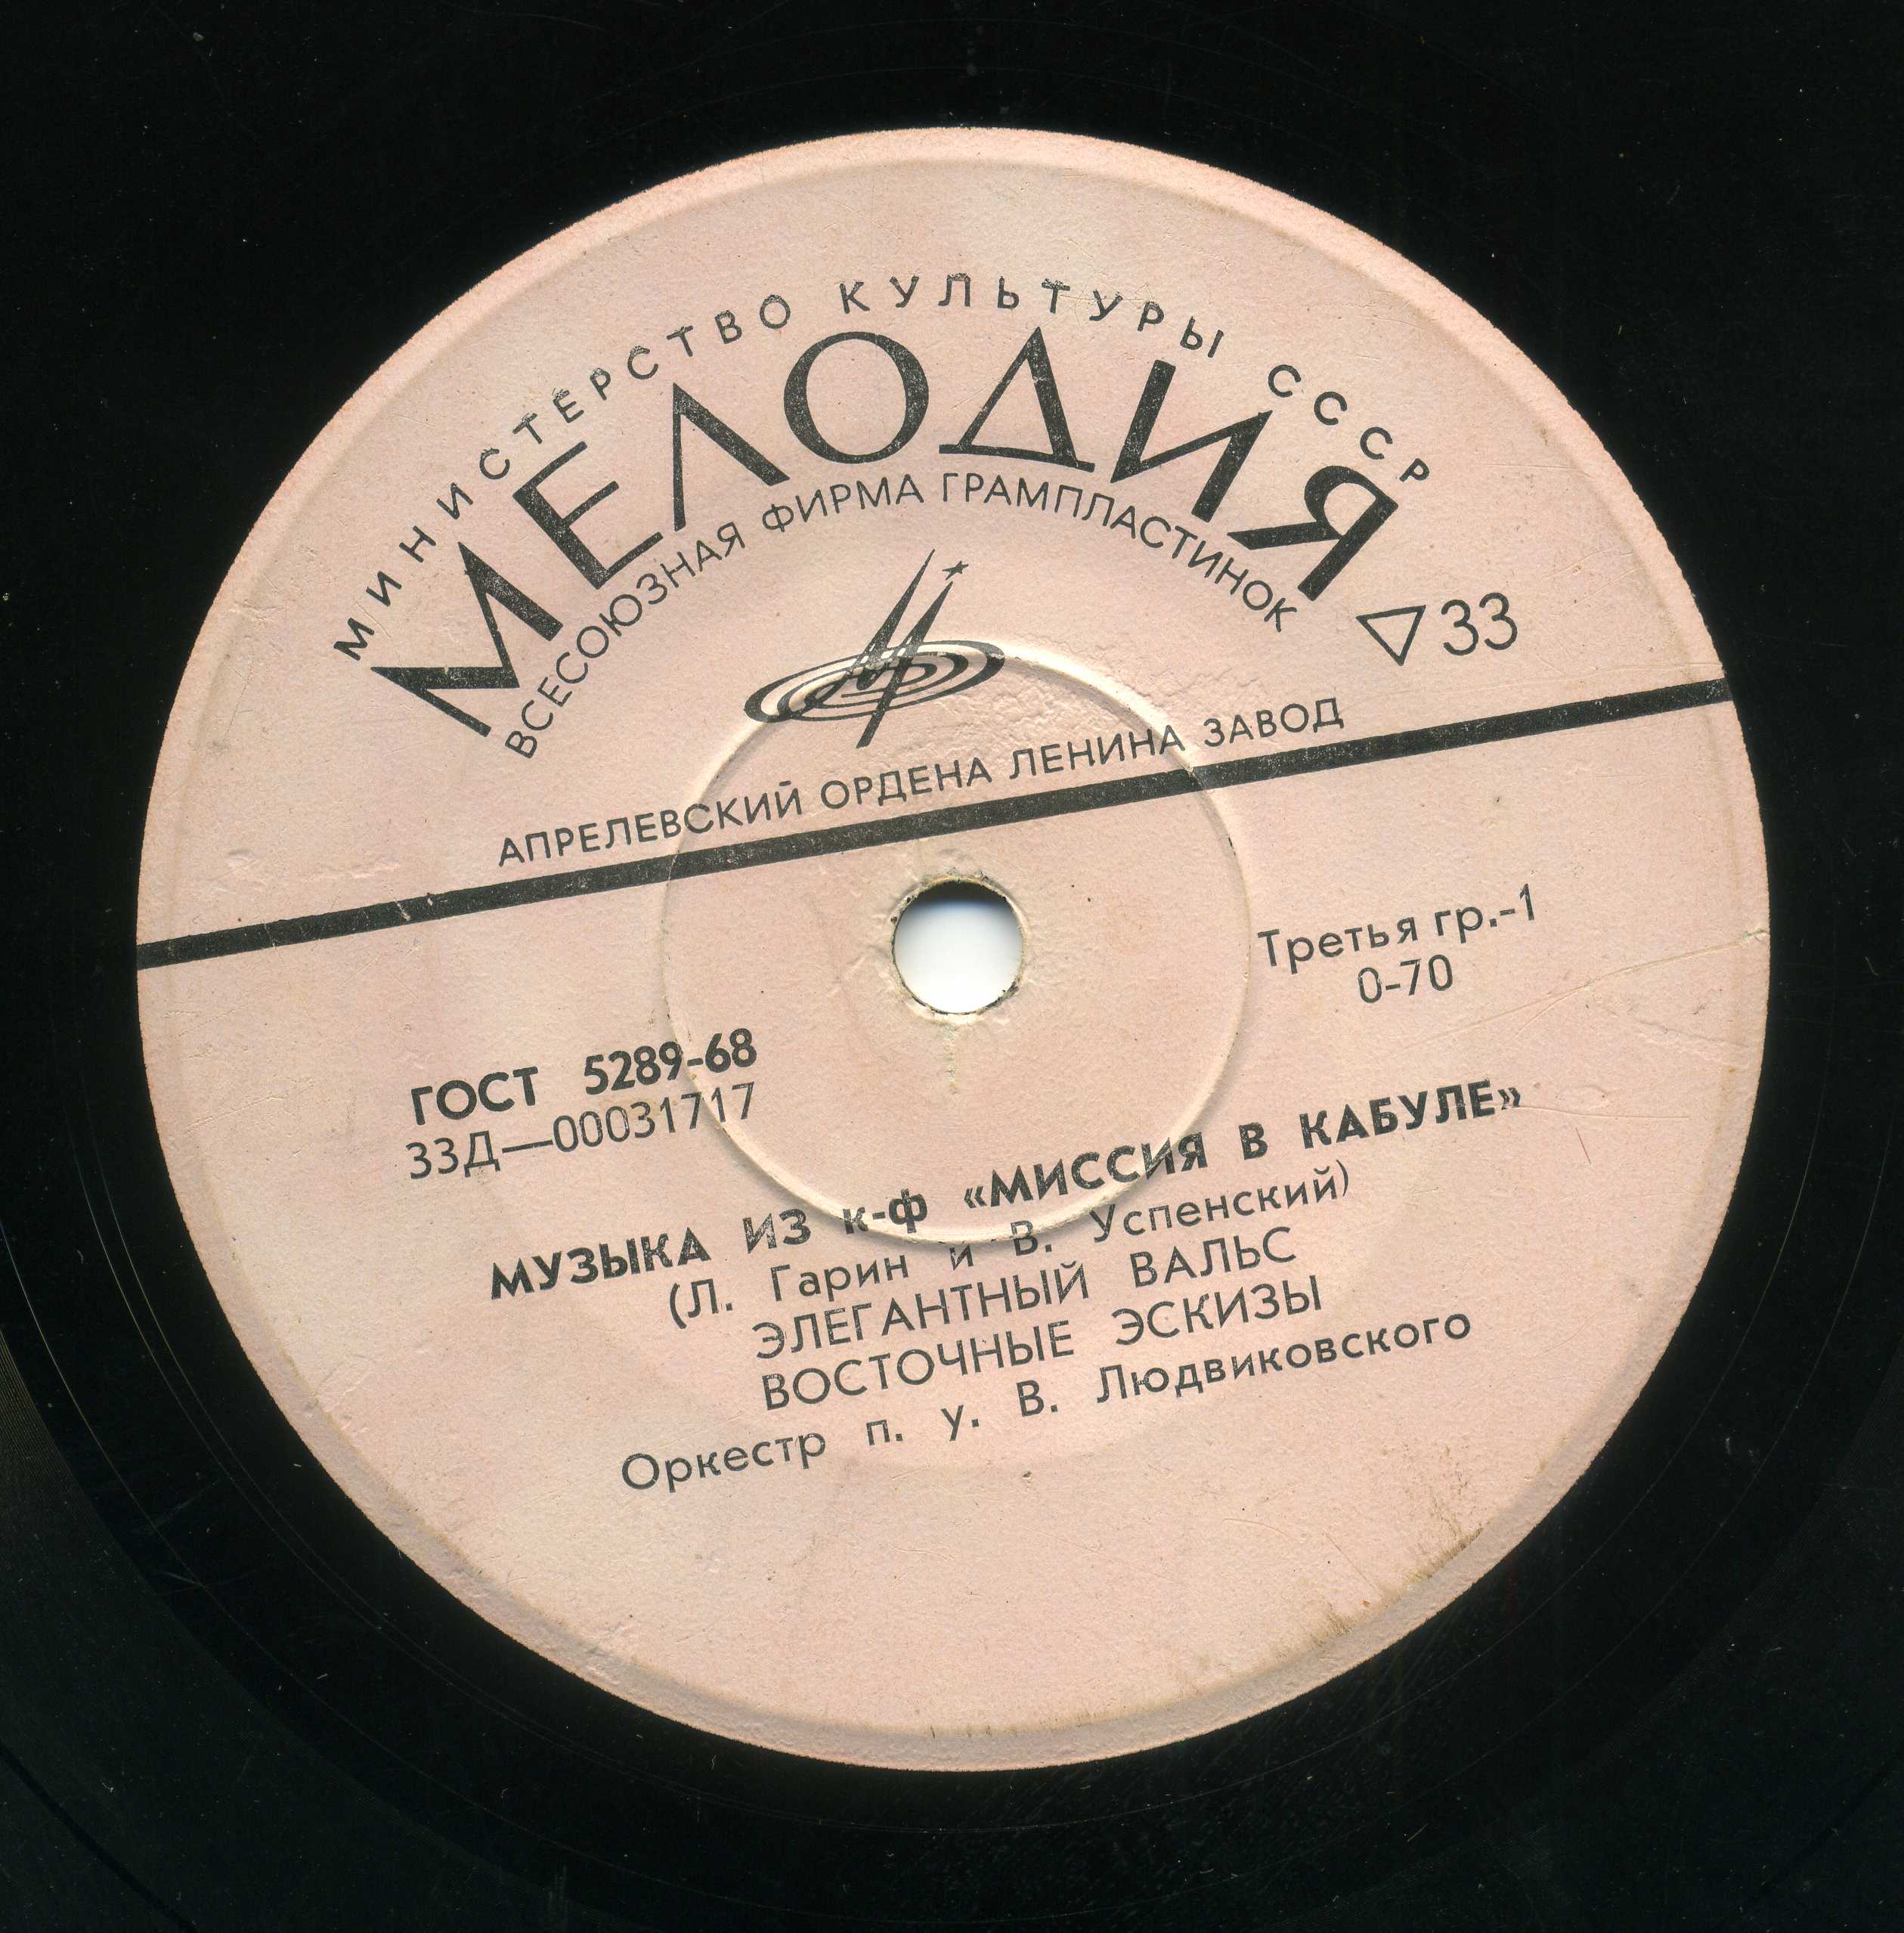 МИНИСТЕРСТВО КУЛЬТУРЫ СССР
МЕЛОДИЯ
ВСЕСОЮЗНАЯ ФИРМА ГРАМПЛАСТИНОК
33
АПРЕЛЕВСКИЙ ОРДЕНА ЛЕНИНА ЗАВОД
Третья гр.-1
0-70
ГОСТ 5289-68
33Д—00031717
МУЗЫКА ИЗ к-ф «МИССИЯ В КАБУЛЕ»
(Л. Гарин и В. Успенский)
ЭЛЕГАНТНЫЙ ВАЛЬС
ВОСТОЧНЫЕ ЭСКИЗЫ
Оркестр п. у. В. Людвиковского